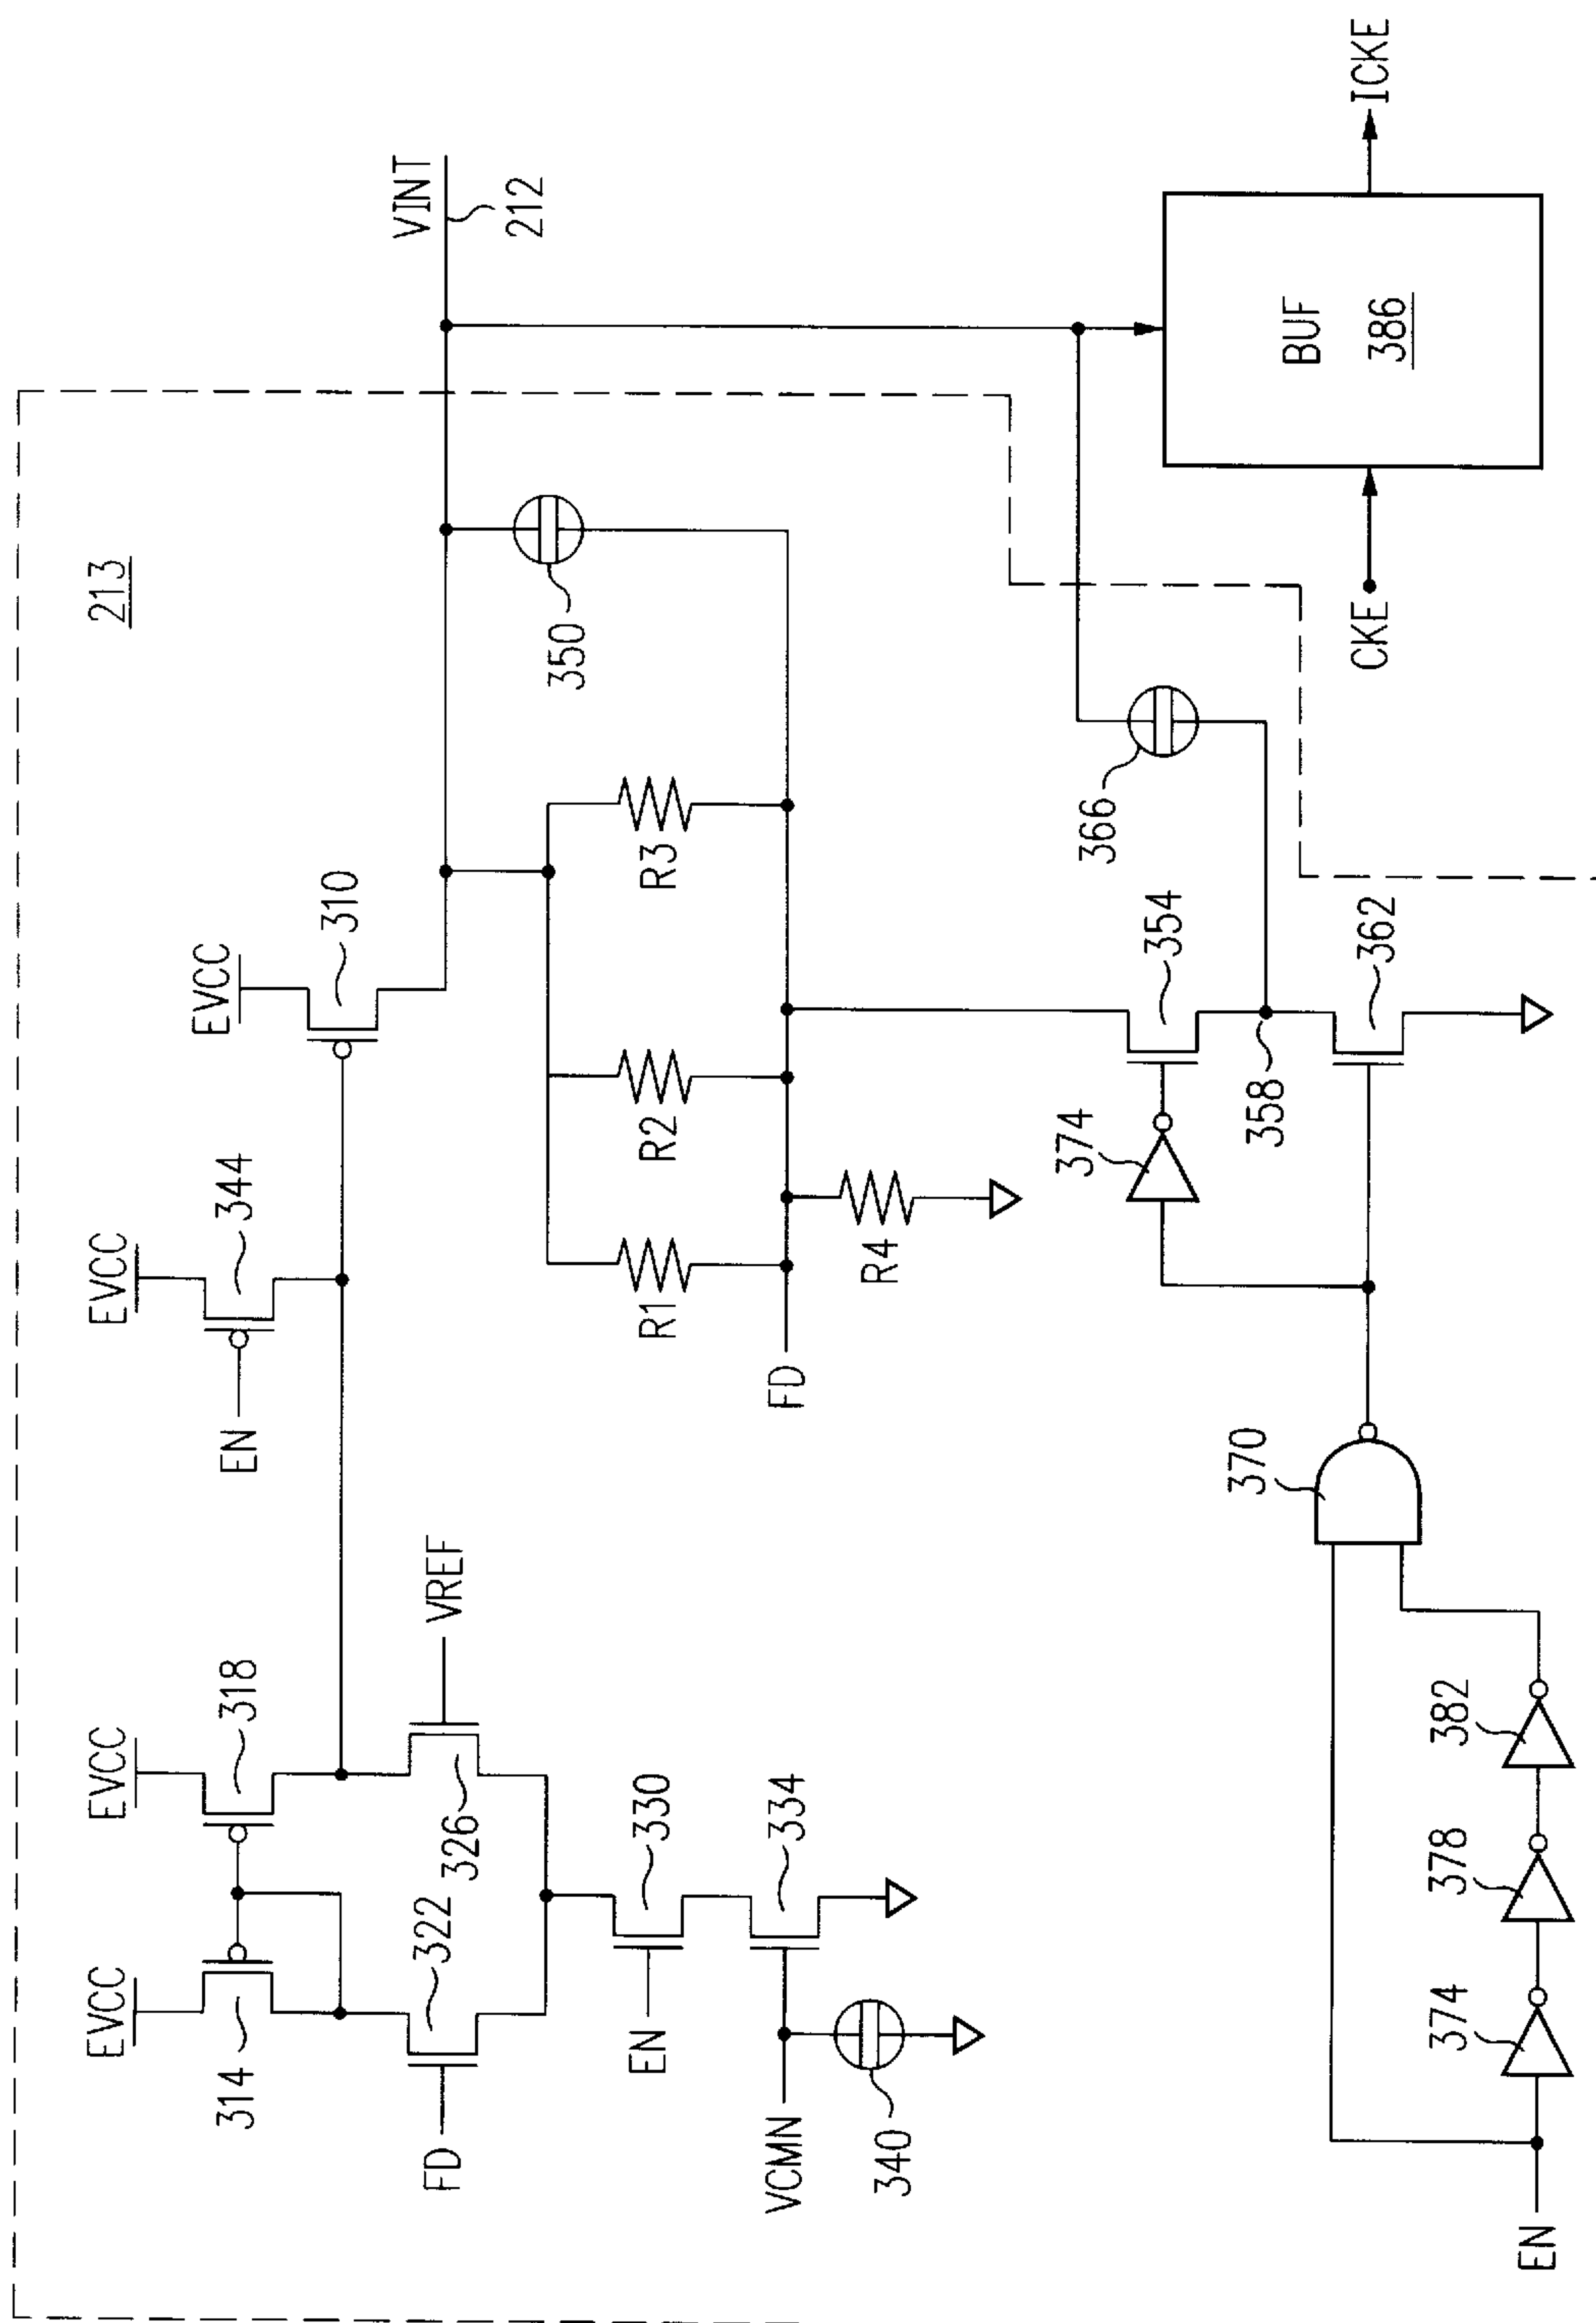 213
EVCC
314
EVCC
318
EVCC
344
EN
EVCC
310
VINT
212
FD
322
326
VREF
EN
330
VCMN
334
340
R1
R2
R3
350
FD
R4
374
354
358
366
362
370
EN
374
378
382
CKE
BUF
386
ICKE